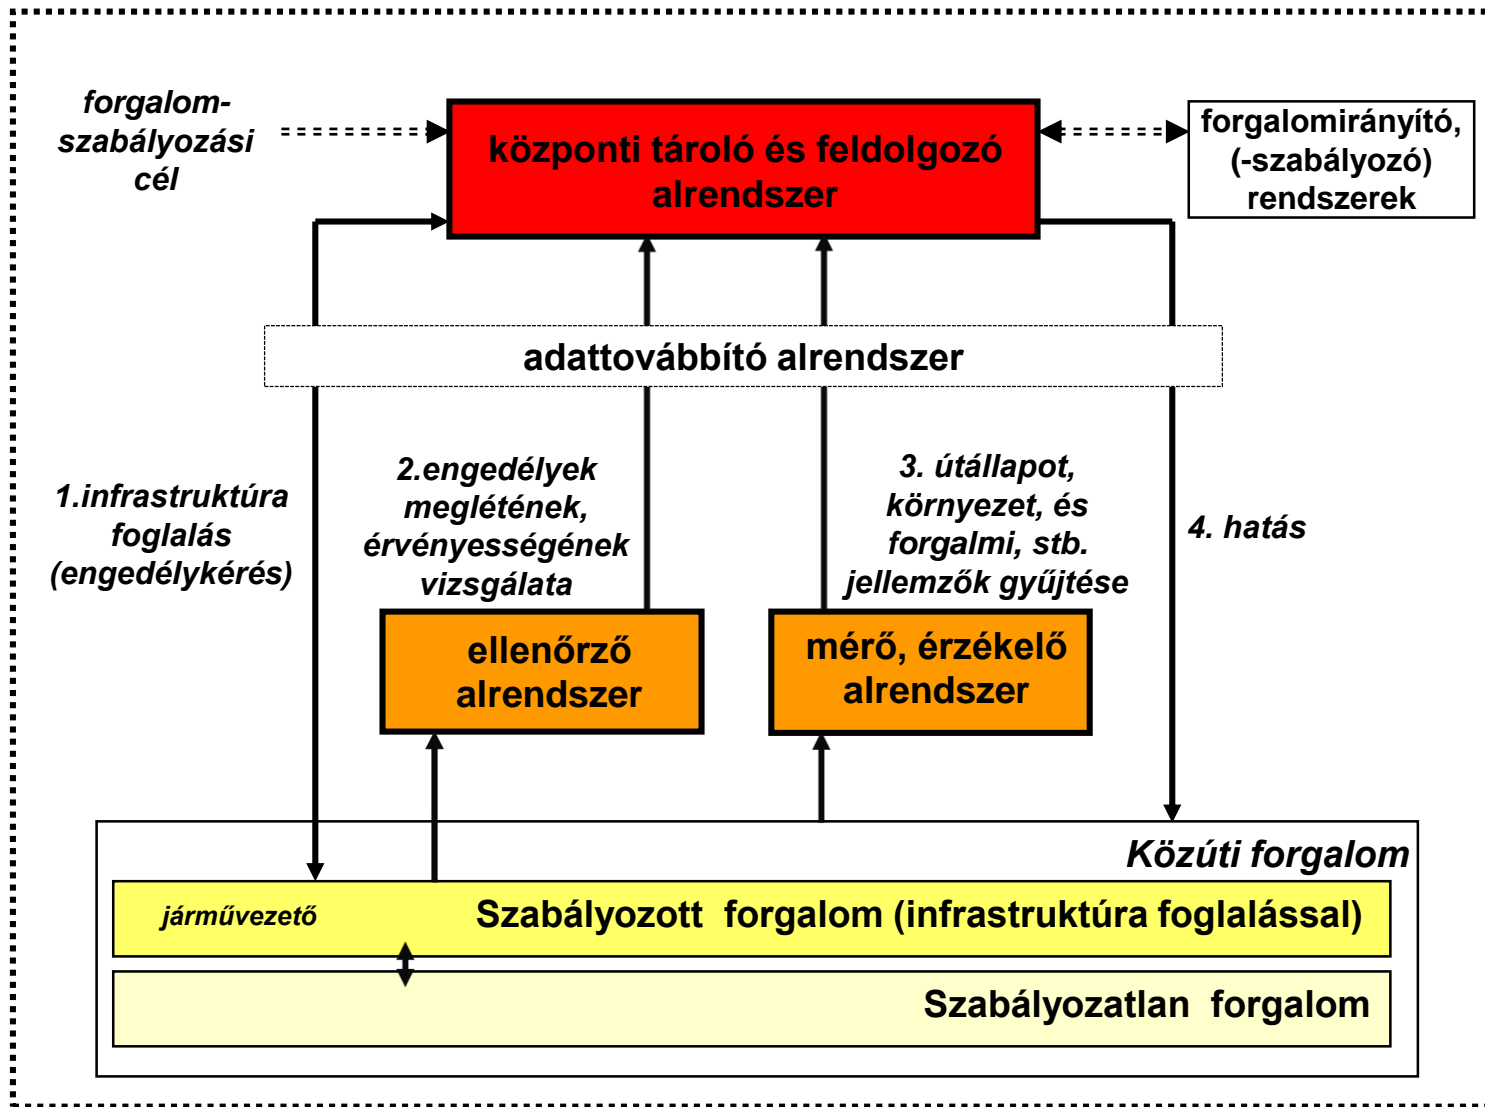 forgalom-
szabályozási
cél
központi tároló és feldolgozó
alrendszer
forgalomirányító,
(-szabályozó)
rendszerek
adattovábbító alrendszer
1.infrastruktúra
foglalás
(engedélykérés)
2.engedélyek
meglétének,
érvényességének
vizsgálata
3. útállapot,
környezet, és
forgalmi, stb.
jellemzők gyűjtése
4. hatás
ellenőrző
alrendszer
mérő, érzékelő
alrendszer
Közúti forgalom
járművezető
Szabályozott forgalom (infrastruktúra foglalással)
Szabályozatlan forgalom